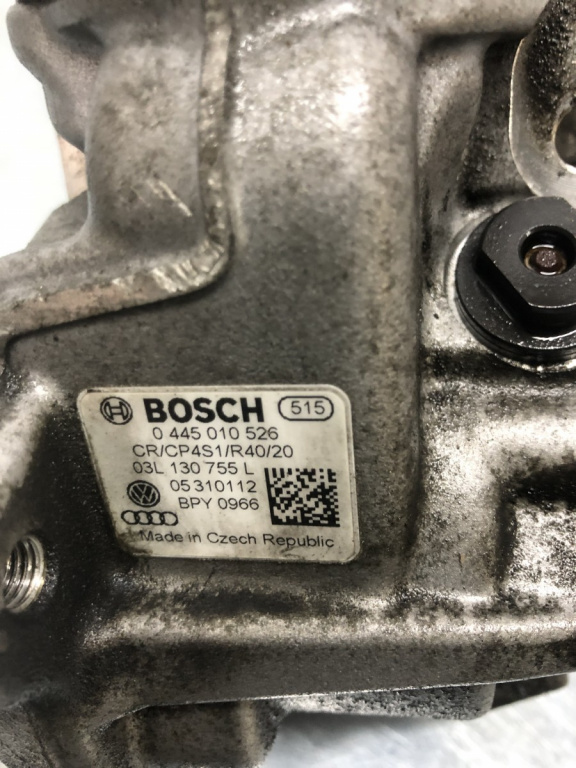 BOSCH 515
0 445 010 526
CR/CP4S1/R40/20
03L 130 755 L
05310112
BPY 0966
Made in Czech Republic